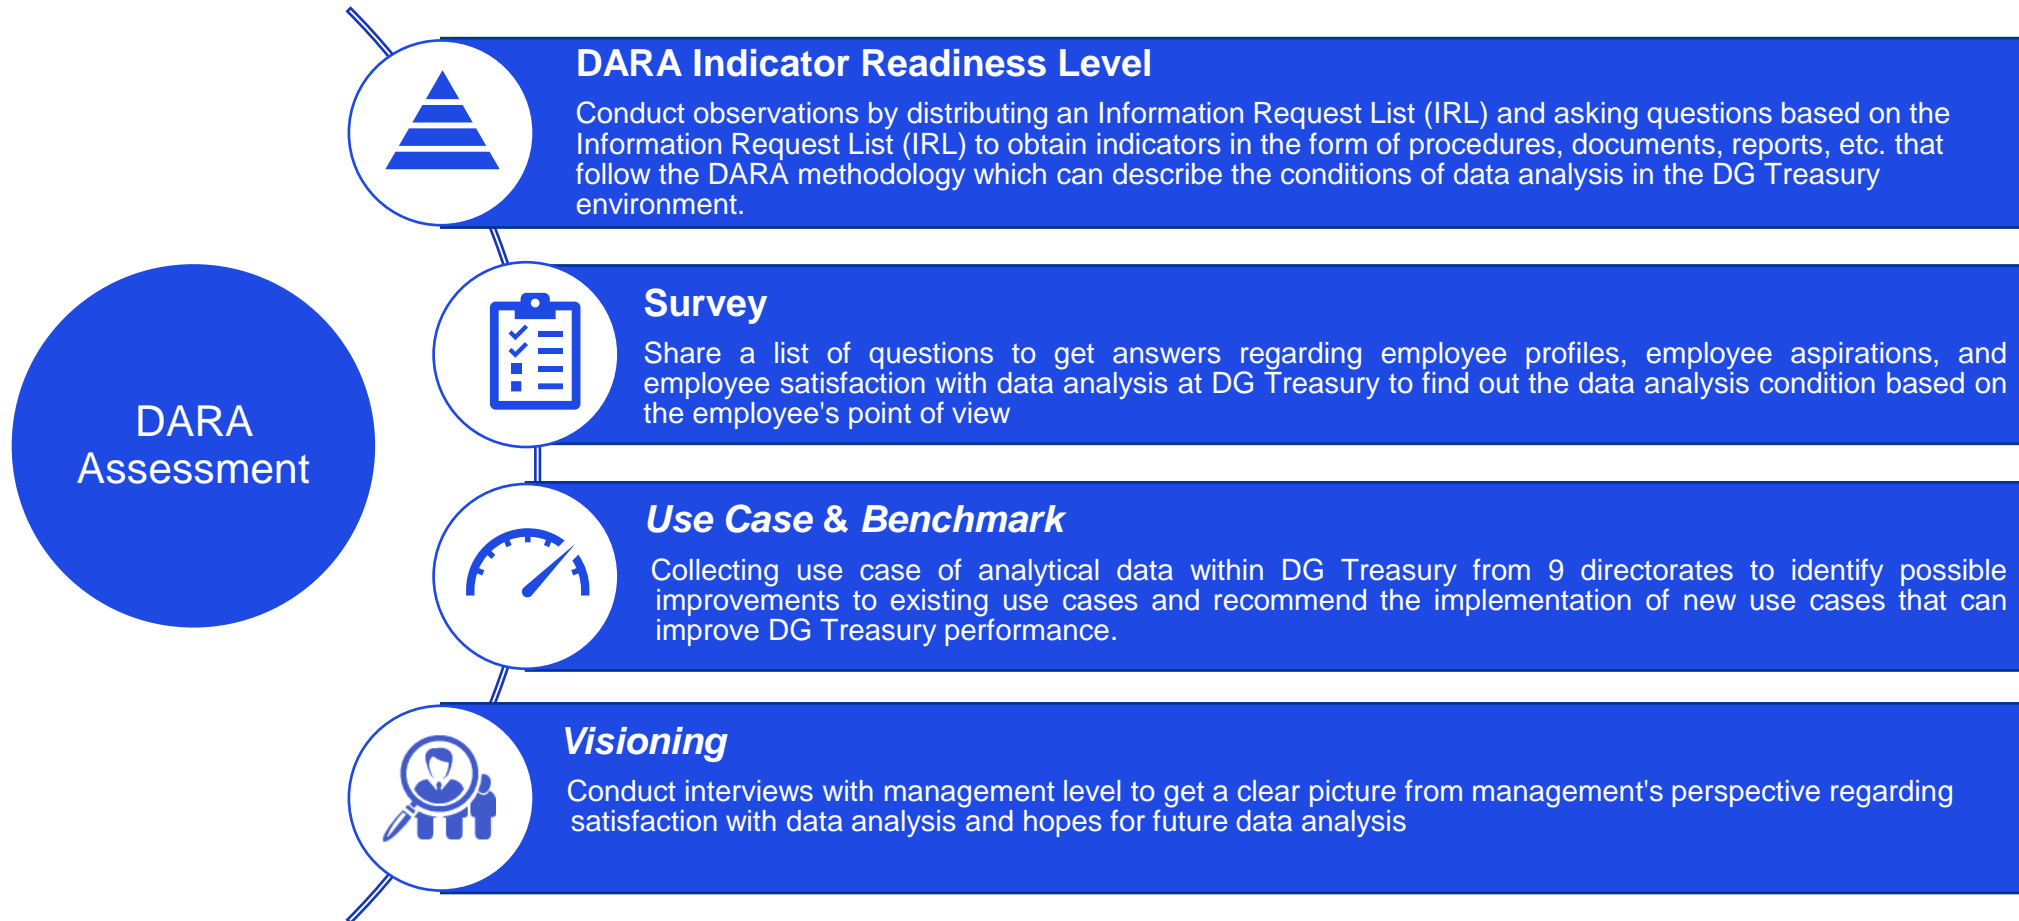 DARA Indicator Readiness Level
Conduct observations by distributing an Information Request List (IRL) and asking questions based on the
Information Request List (IRL) to obtain indicators in the form of procedures, documents, reports, etc. that
follow the DARA methodology which can describe the conditions of data analysis in the DG Treasury
environment.
Survey
Share a list of questions to get answers regarding employee profiles, employee aspirations, and
employee satisfaction with data analysis at DG Treasury to find out the data analysis condition based on
the employee's point of view
DARA
Assessment
Use Case & Benchmark
Collecting use case of analytical data within DG Treasury from 9 directorates to identify possible
improvements to existing use cases and recommend the implementation of new use cases that can
improve DG Treasury performance.
Visioning
Conduct interviews with management level to get a clear picture from management's perspective regarding
satisfaction with data analysis and hopes for future data analysis